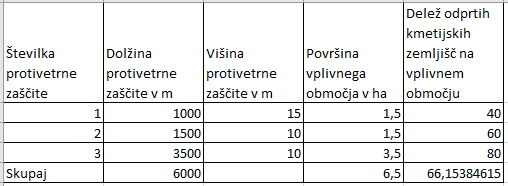 Številka protivetrne zaščite
Dolžina protivetrne zaščite v m
Višina protivetrne zaščite v m
Površina vplivnega območja v ha
Delež odprtih kmetijskih zemljišč na vplivnem območju
1 1000 15 1,5 40
2 1500 10 1,5 60
3 3500 10 3,5 80
Skupaj 6000 6,5 66,15384615